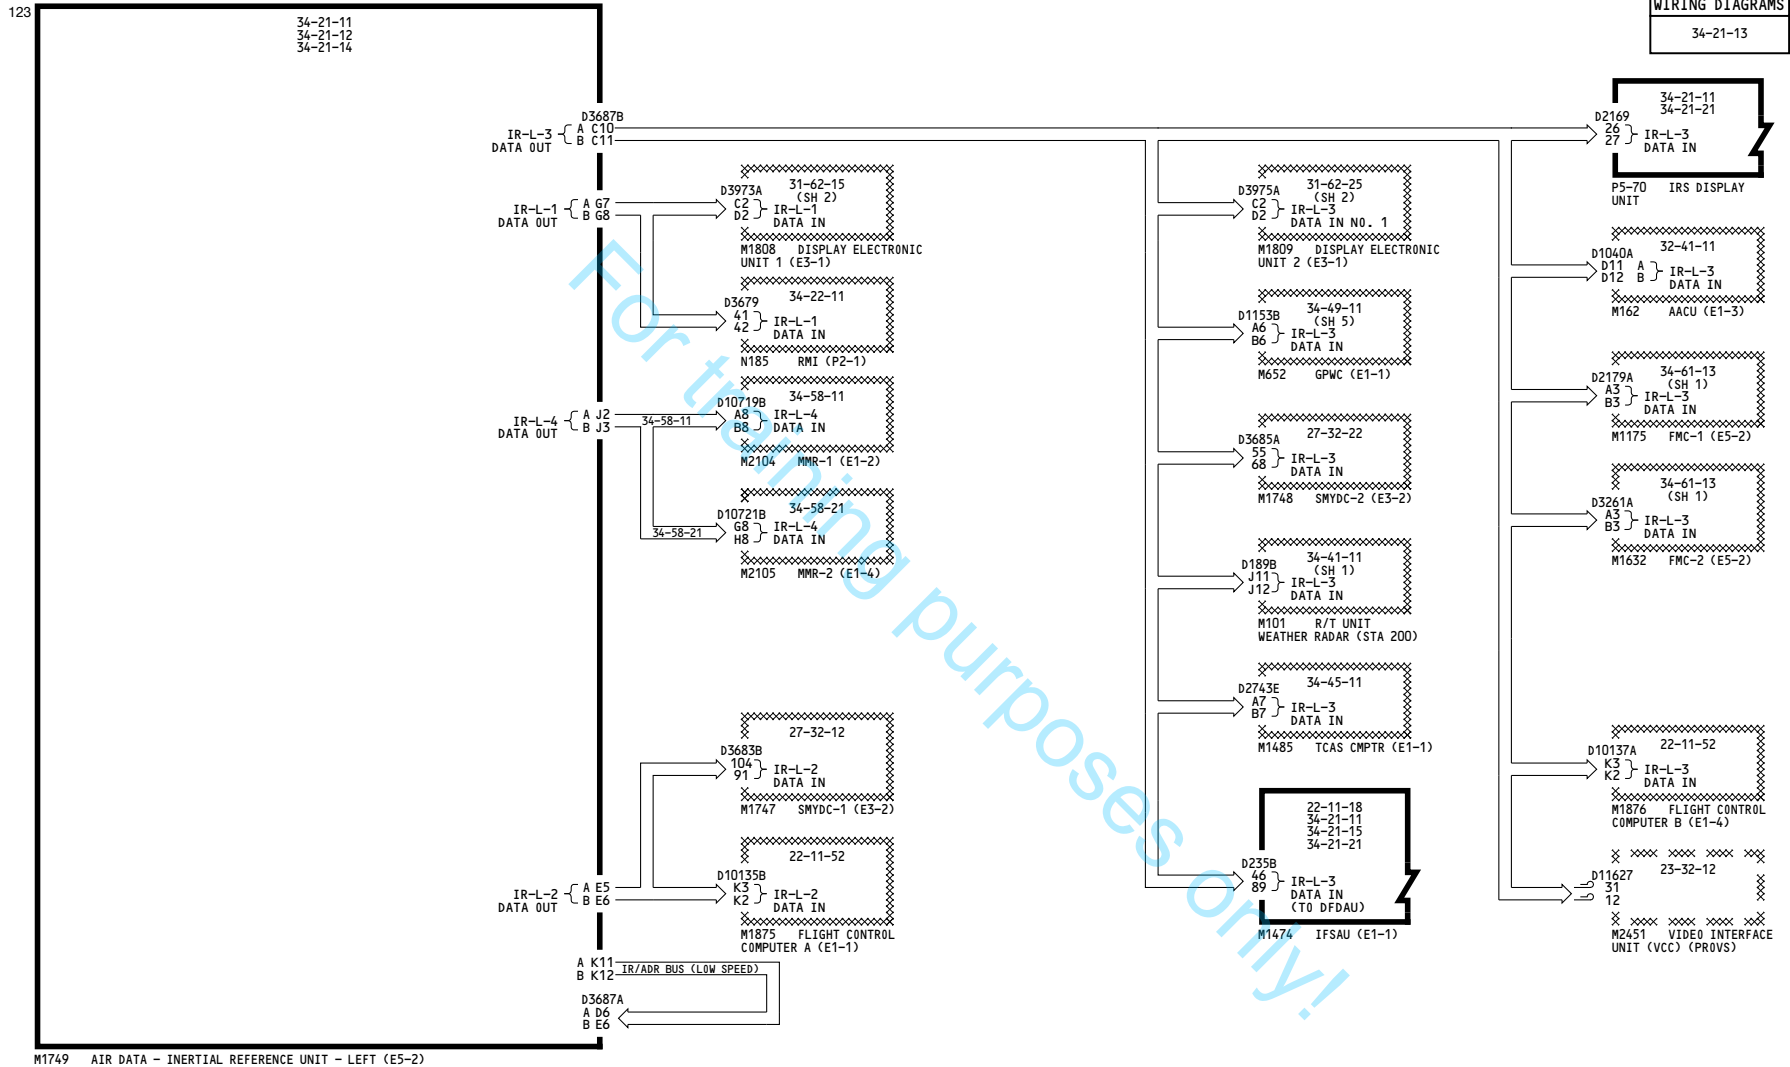 123
34-21-11
34-21-12
34-21-14
WIRING DIAGRAMS
34-21-13
D3687B
IR-L-3
DATA OUT
A C10
B C11
IR-L-1
DATA OUT
A G7
B G8
IR-L-4
DATA OUT
A J2
B J3
34-58-11
34-58-21
IR-L-2
DATA OUT
A E5
B E6
A K11
B K12
IR/ADR BUS (LOW SPEED)
D3687A
A D6
B E6
M1749 AIR DATA - INERTIAL REFERENCE UNIT - LEFT (E5-2)
31-62-15
(SH 2)
D3973A
C2
D2
IR-L-1
DATA IN
M1808 DISPLAY ELECTRONIC
UNIT 1 (E3-1)
34-22-11
D3679
41
42
IR-L-1
DATA IN
N185 RMI (P2-1)
34-58-11
D10719B
A8
B8
IR-L-4
DATA IN
M2104 MMR-1 (E1-2)
34-58-21
D10721B
G8
H8
IR-L-4
DATA IN
M2105 MMR-2 (E1-4)
27-32-12
D3683B
104
91
IR-L-2
DATA IN
M1747 SMYDC-1 (E3-2)
22-11-52
D10135B
K3
K2
IR-L-2
DATA IN
M1875 FLIGHT CONTROL
COMPUTER A (E1-1)
31-62-25
(SH 2)
D3975A
C2
D2
IR-L-3
DATA IN NO. 1
M1809 DISPLAY ELECTRONIC
UNIT 2 (E3-1)
34-49-11
(SH 5)
D1153B
A6
B6
IR-L-3
DATA IN
M652 GPWC (E1-1)
27-32-22
D3685A
55
68
IR-L-3
DATA IN
M1748 SMYDC-2 (E3-2)
34-41-11
(SH 1)
D189B
J11
J12
IR-L-3
DATA IN
M101 R/T UNIT
WEATHER RADAR (STA 200)
34-45-11
D2743E
A7
B7
IR-L-3
DATA IN
M1485 TCAS CMPTR (E1-1)
22-11-18
34-21-11
34-21-15
34-21-21
D235B
46
89
IR-L-3
DATA IN
(TO DFDAU)
M1474 IFSAU (E1-1)
34-21-11
34-21-21
D2169
26
27
IR-L-3
DATA IN
P5-70 IRS DISPLAY
UNIT
32-41-11
D1040A
D11 A
D12 B
IR-L-3
DATA IN
M162 AACU (E1-3)
34-61-13
(SH 1)
D2179A
A3
B3
IR-L-3
DATA IN
M1175 FMC-1 (E5-2)
34-61-13
(SH 1)
D3261A
A3
B3
IR-L-3
DATA IN
M1632 FMC-2 (E5-2)
22-11-52
D10137A
K3
K2
IR-L-3
DATA IN
M1876 FLIGHT CONTROL
COMPUTER B (E1-4)
23-32-12
D11627
31
12
M2451 VIDEO INTERFACE
UNIT (VCC) (PROVS)
For training purposes only!